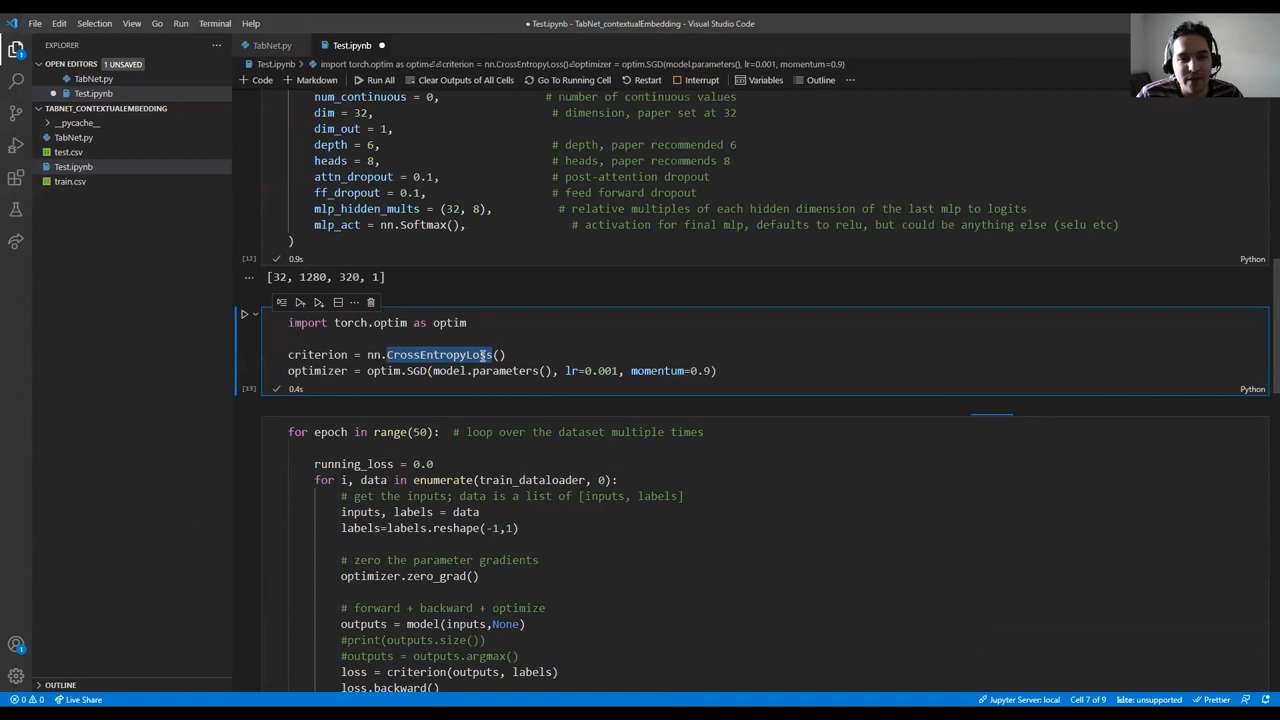 File Edit Selection View Go Run Terminal Help
● Test.ipynb - TabNet_contextualEmbedding - Visual Studio Code
EXPLORER
OPEN EDITORS 1 UNSAVED
TabNet.py
Test.ipynb
TABNET_CONTEXTUALEMBEDDING
__pycache__
TabNet.py
test.csv
Test.ipynb
train.csv
OUTLINE
TabNet.py Test.ipynb
Test.ipynb > import torch.optim as optim⏎⏎criterion = nn.CrossEntropyLoss()⏎optimizer = optim.SGD(model.parameters(), lr=0.001, momentum=0.9)
+ Code + Markdown Run All Clear Outputs of All Cells Go To Running Cell Restart Interrupt Variables Outline
num_continuous = 0, # number of continuous values
dim = 32, # dimension, paper set at 32
dim_out = 1,
depth = 6, # depth, paper recommended 6
heads = 8, # heads, paper recommends 8
attn_dropout = 0.1, # post-attention dropout
ff_dropout = 0.1, # feed forward dropout
mlp_hidden_mults = (32, 8), # relative multiples of each hidden dimension of the last mlp to logits
mlp_act = nn.Softmax(), # activation for final mlp, defaults to relu, but could be anything else (selu etc)
)
[12] 0.9s Python
... [32, 1280, 320, 1]
import torch.optim as optim
criterion = nn.CrossEntropyLoss()
optimizer = optim.SGD(model.parameters(), lr=0.001, momentum=0.9)
[13] 0.4s Python
for epoch in range(50): # loop over the dataset multiple times
running_loss = 0.0
for i, data in enumerate(train_dataloader, 0):
# get the inputs; data is a list of [inputs, labels]
inputs, labels = data
labels=labels.reshape(-1,1)
# zero the parameter gradients
optimizer.zero_grad()
# forward + backward + optimize
outputs = model(inputs,None)
#print(outputs.size())
#outputs = outputs.argmax()
loss = criterion(outputs, labels)
loss.backward()
0 0 Live Share Jupyter Server: local Cell 7 of 9 kite: unsupported Prettier